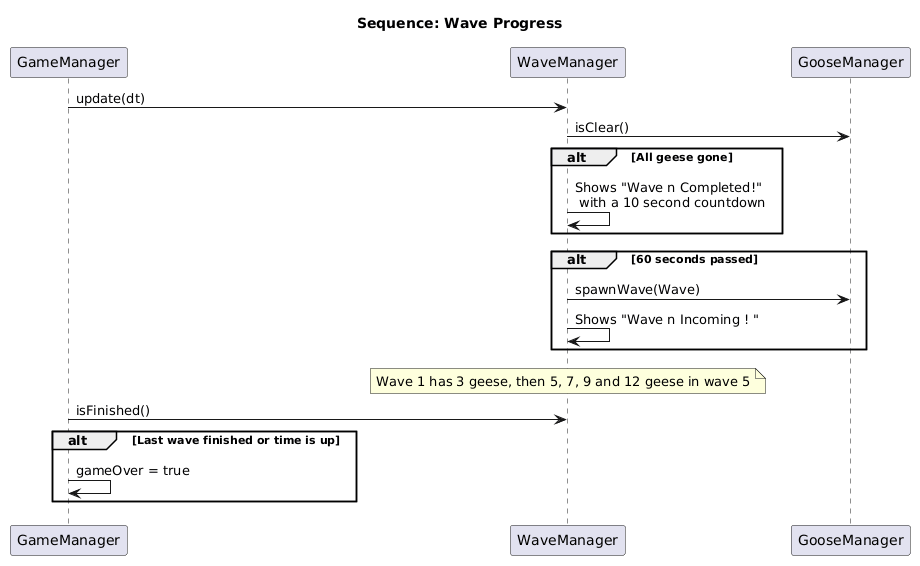 Sequence: Wave Progress
GameManager
WaveManager
GooseManager
update(dt)
isClear()
alt
[All geese gone]
Shows "Wave n Completed!"
with a 10 second countdown
alt
[60 seconds passed]
spawnWave(Wave)
Shows "Wave n Incoming ! "
Wave 1 has 3 geese, then 5, 7, 9 and 12 geese in wave 5
isFinished()
alt
[Last wave finished or time is up]
gameOver = true
GameManager
WaveManager
GooseManager